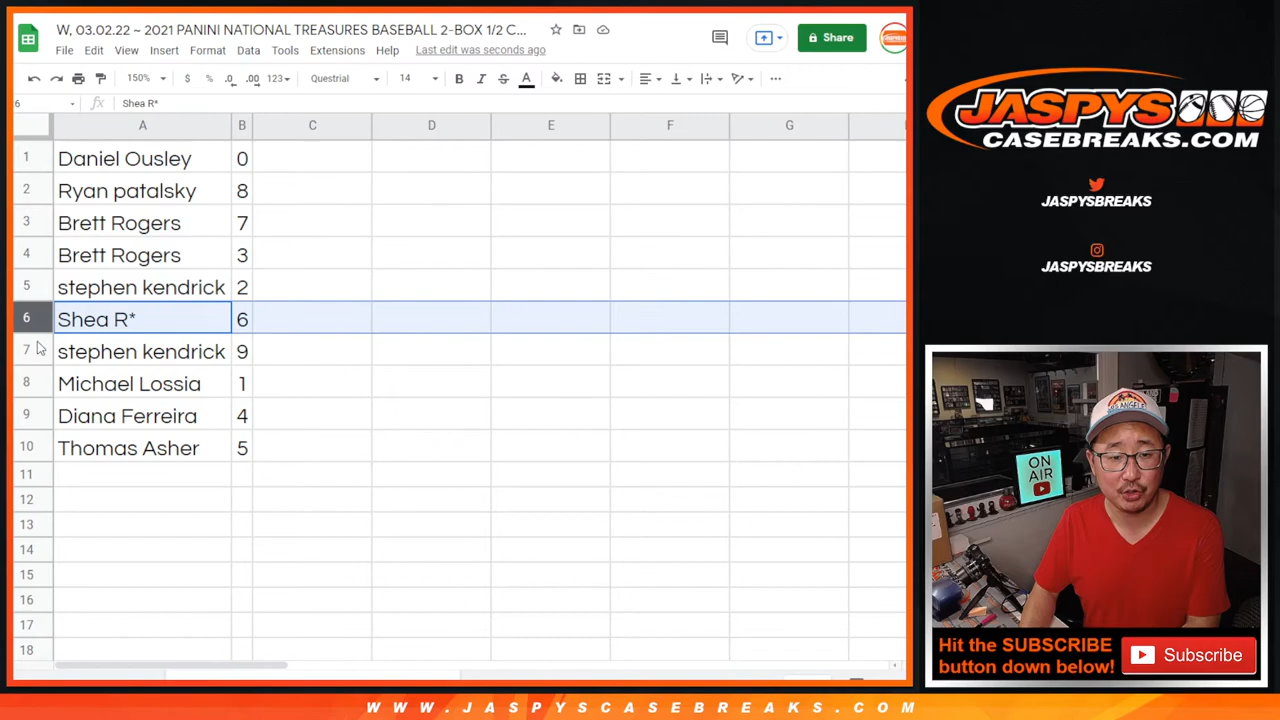 W, 03.02.22 ~ 2021 PANINI NATIONAL TREASURES BASEBALL 2-BOX 1/2 C...
File Edit View Insert Format Data Tools Extensions Help Last edit was seconds ago
Share
150% $ % .0 .00 123 Questrial 14 B I S A
6 fx Shea R*
A B C D E F G
1 Daniel Ousley 0
2 Ryan patalsky 8
3 Brett Rogers 7
4 Brett Rogers 3
5 stephen kendrick 2
6 Shea R* 6
7 stephen kendrick 9
8 Michael Lossia 1
9 Diana Ferreira 4
10 Thomas Asher 5
11
12
13
14
15
16
17
18
JASPYS
CASEBREAKS.COM
JASPYSBREAKS
JASPYSBREAKS
ON
AIR
Hit the SUBSCRIBE
button down below!
Subscribe
WWW.JASPYSCASEBREAKS.COM